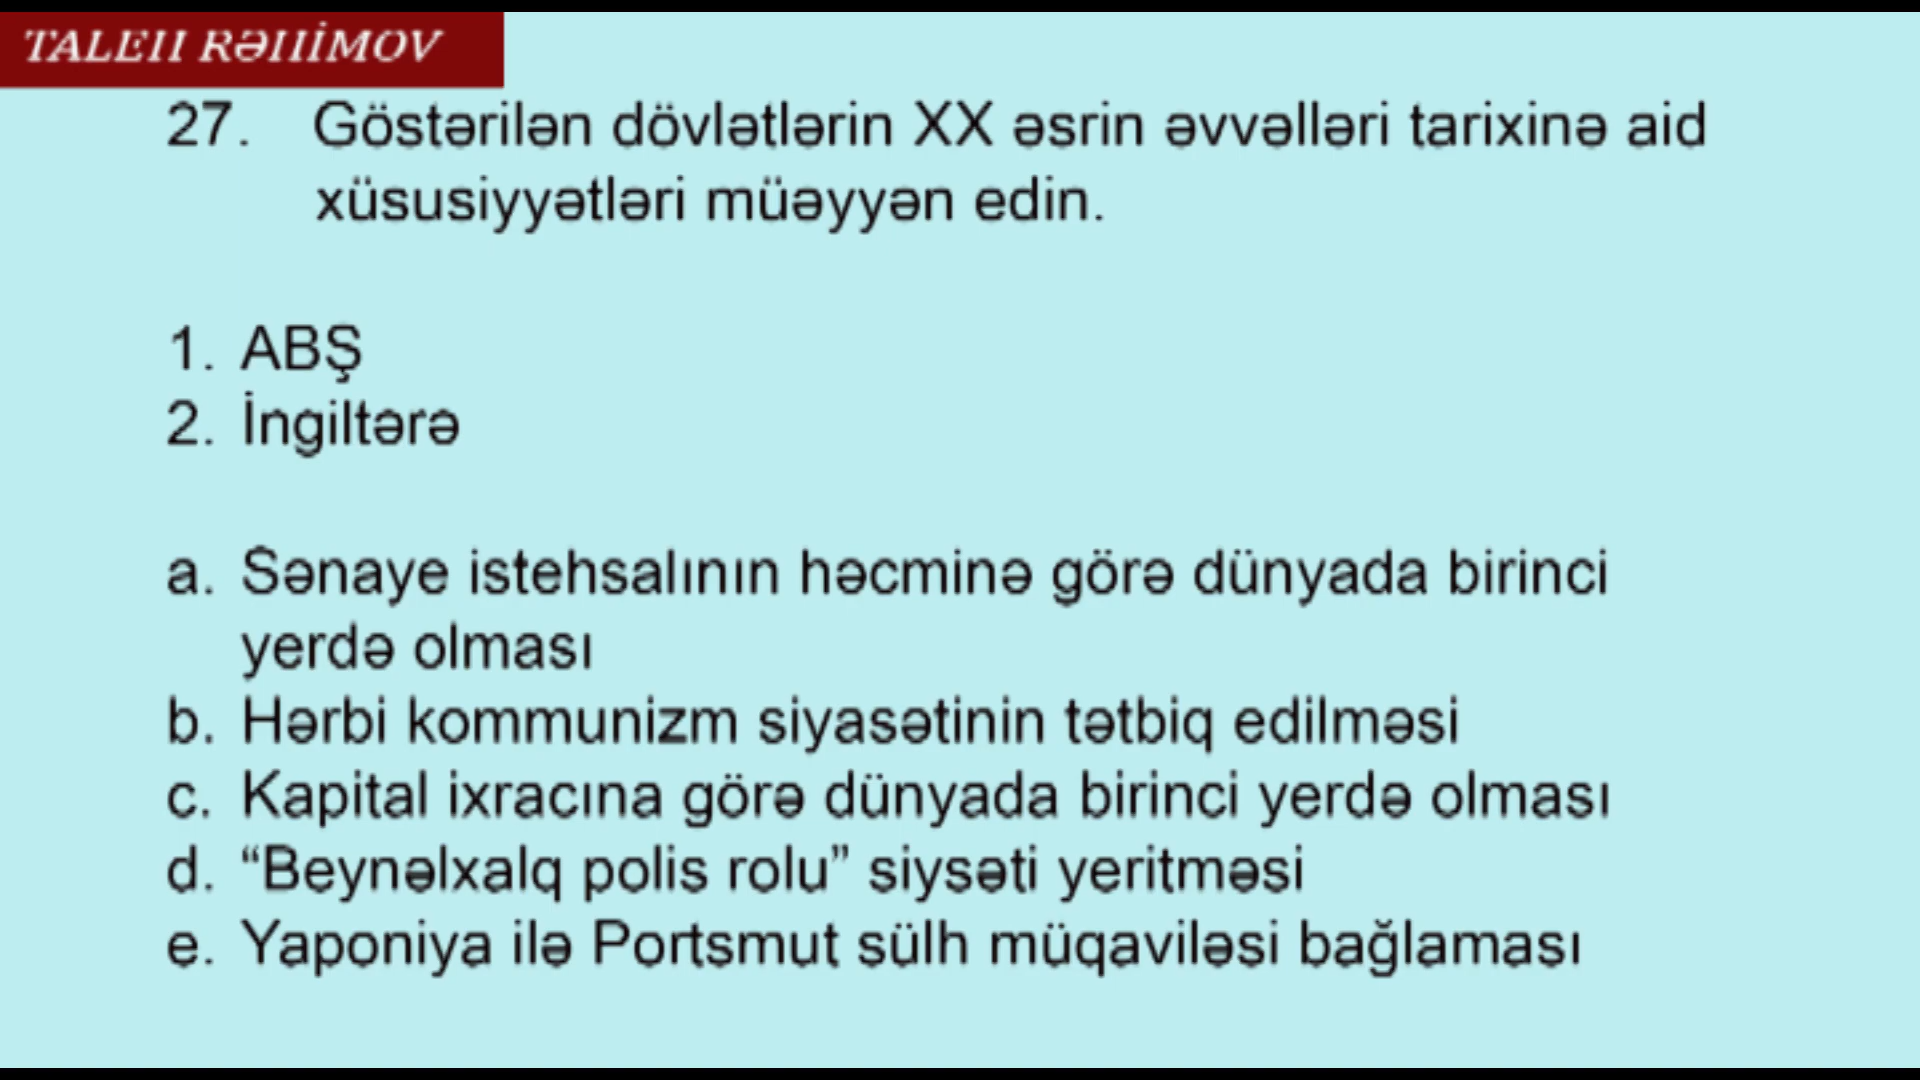 TALEH RƏHİMOV
27. Göstərilən dövlətlərin XX əsrin əvvəlləri tarixinə aid
xüsusiyyətləri müəyyən edin.
1. ABŞ
2. İngiltərə
a. Sənaye istehsalının həcminə görə dünyada birinci
yerdə olması
b. Hərbi kommunizm siyasətinin tətbiq edilməsi
c. Kapital ixracına görə dünyada birinci yerdə olması
d. “Beynəlxalq polis rolu” siysəti yeritməsi
e. Yaponiya ilə Portsmut sülh müqaviləsi bağlaması